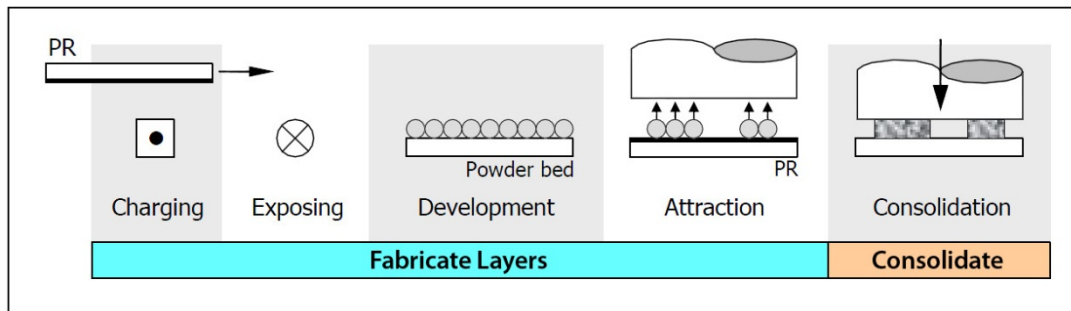 PR
Powder bed
PR
Charging
Exposing
Development
Attraction
Consolidation
Fabricate Layers
Consolidate